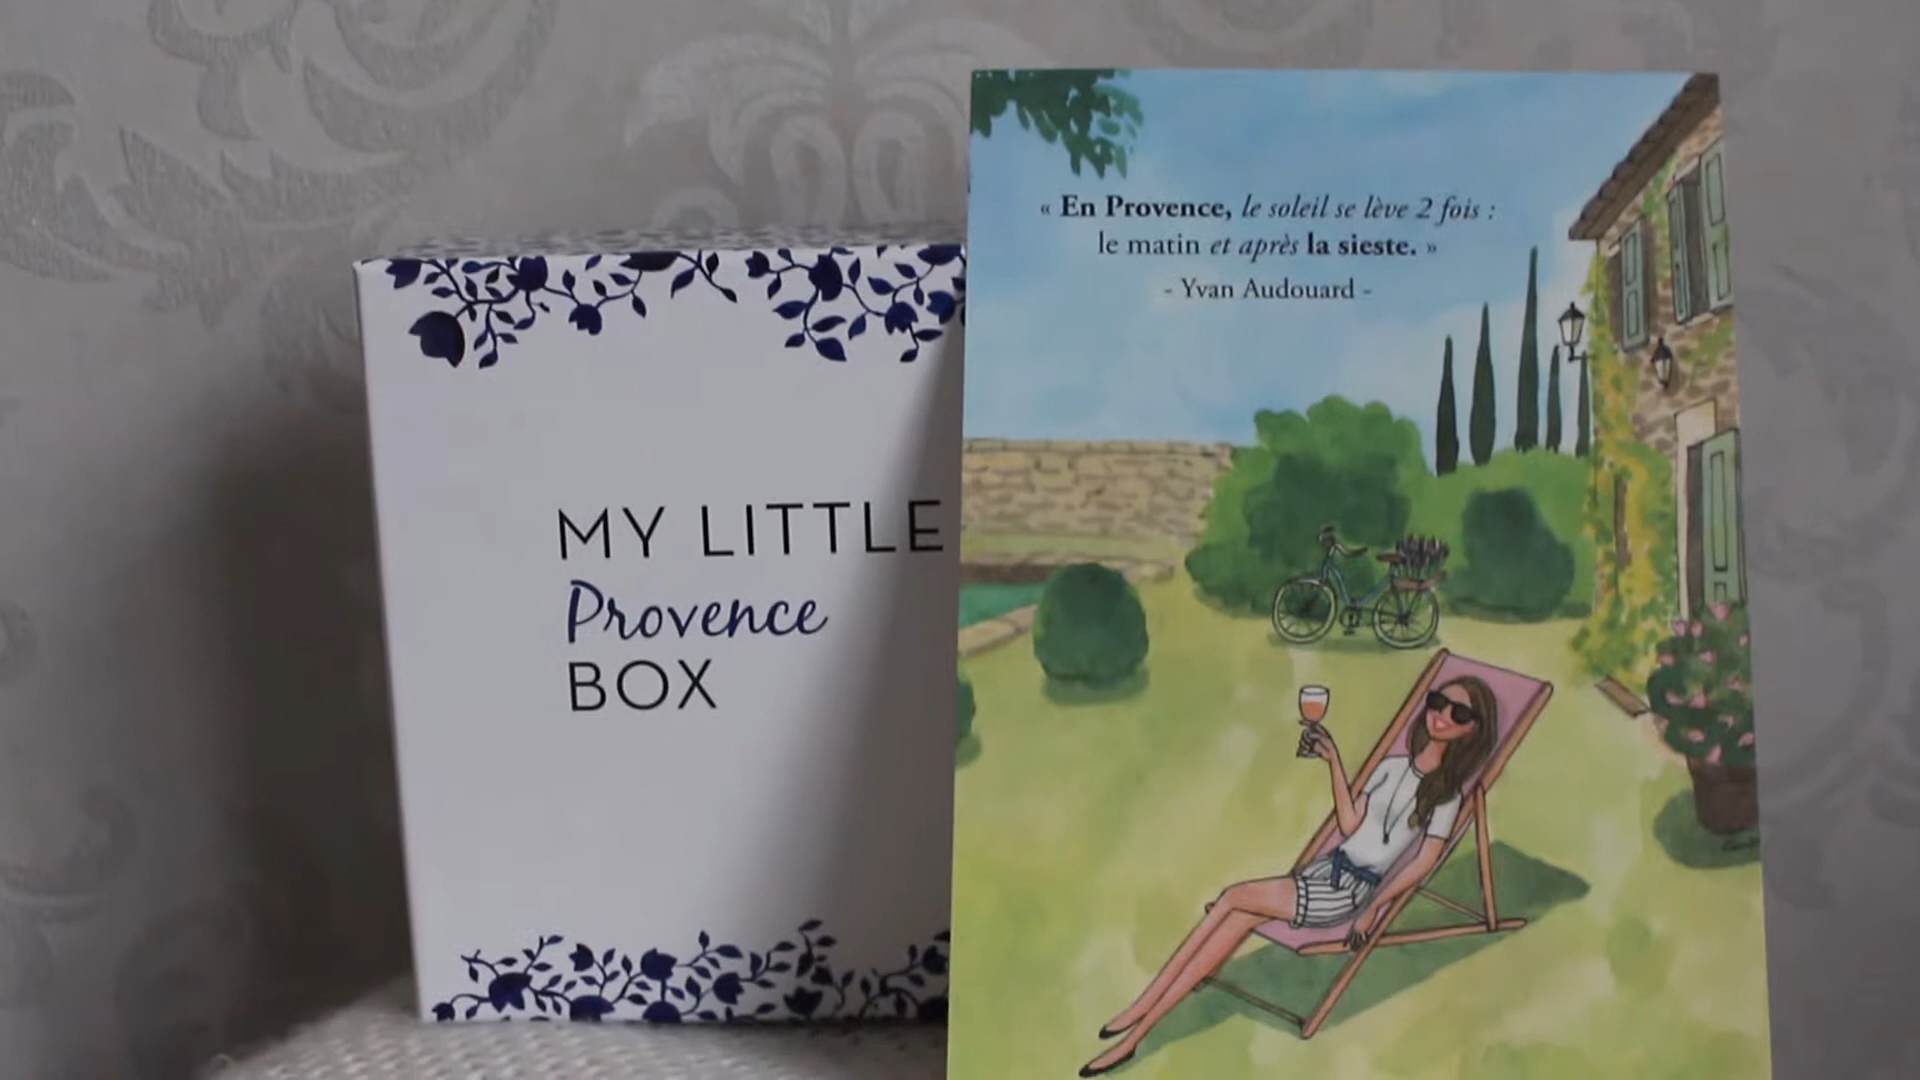 MY LITTLE
Provence
BOX
« En Provence, le soleil se lève 2 fois :
le matin et après la sieste. »
- Yvan Audouard -